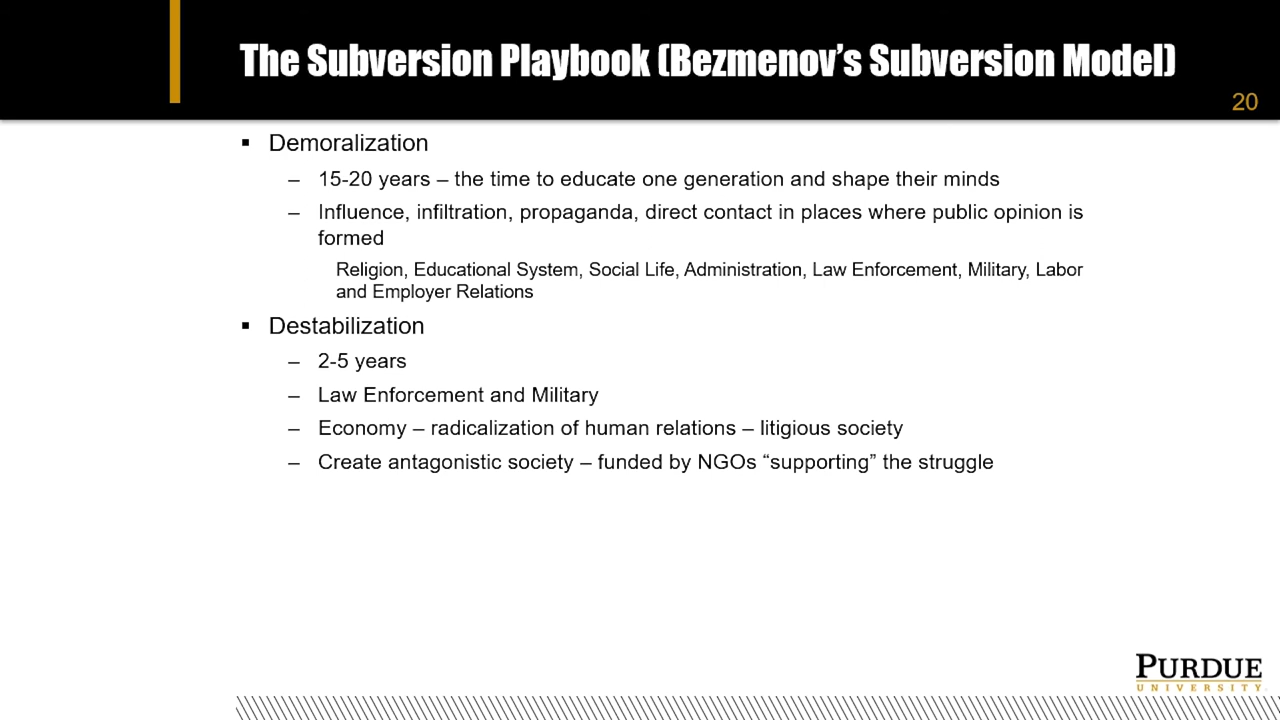 The Subversion Playbook (Bezmenov’s Subversion Model)
20
▪ Demoralization
– 15-20 years – the time to educate one generation and shape their minds
– Influence, infiltration, propaganda, direct contact in places where public opinion is
formed
Religion, Educational System, Social Life, Administration, Law Enforcement, Military, Labor
and Employer Relations
▪ Destabilization
– 2-5 years
– Law Enforcement and Military
– Economy – radicalization of human relations – litigious society
– Create antagonistic society – funded by NGOs “supporting” the struggle
PURDUE
UNIVERSITY